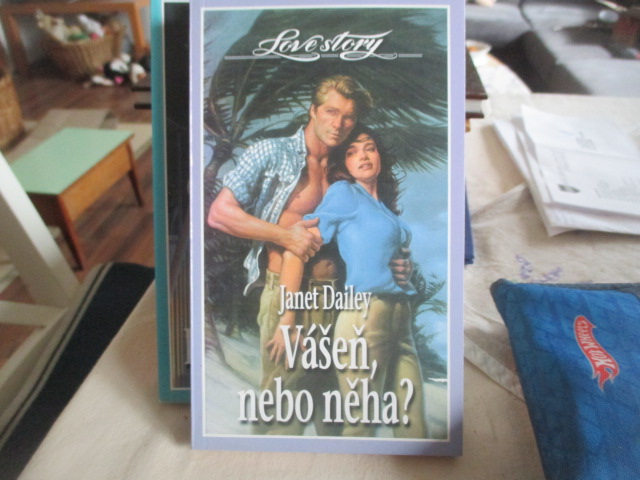 Love story
Janet Dailey
Vášeň,
nebo něha?